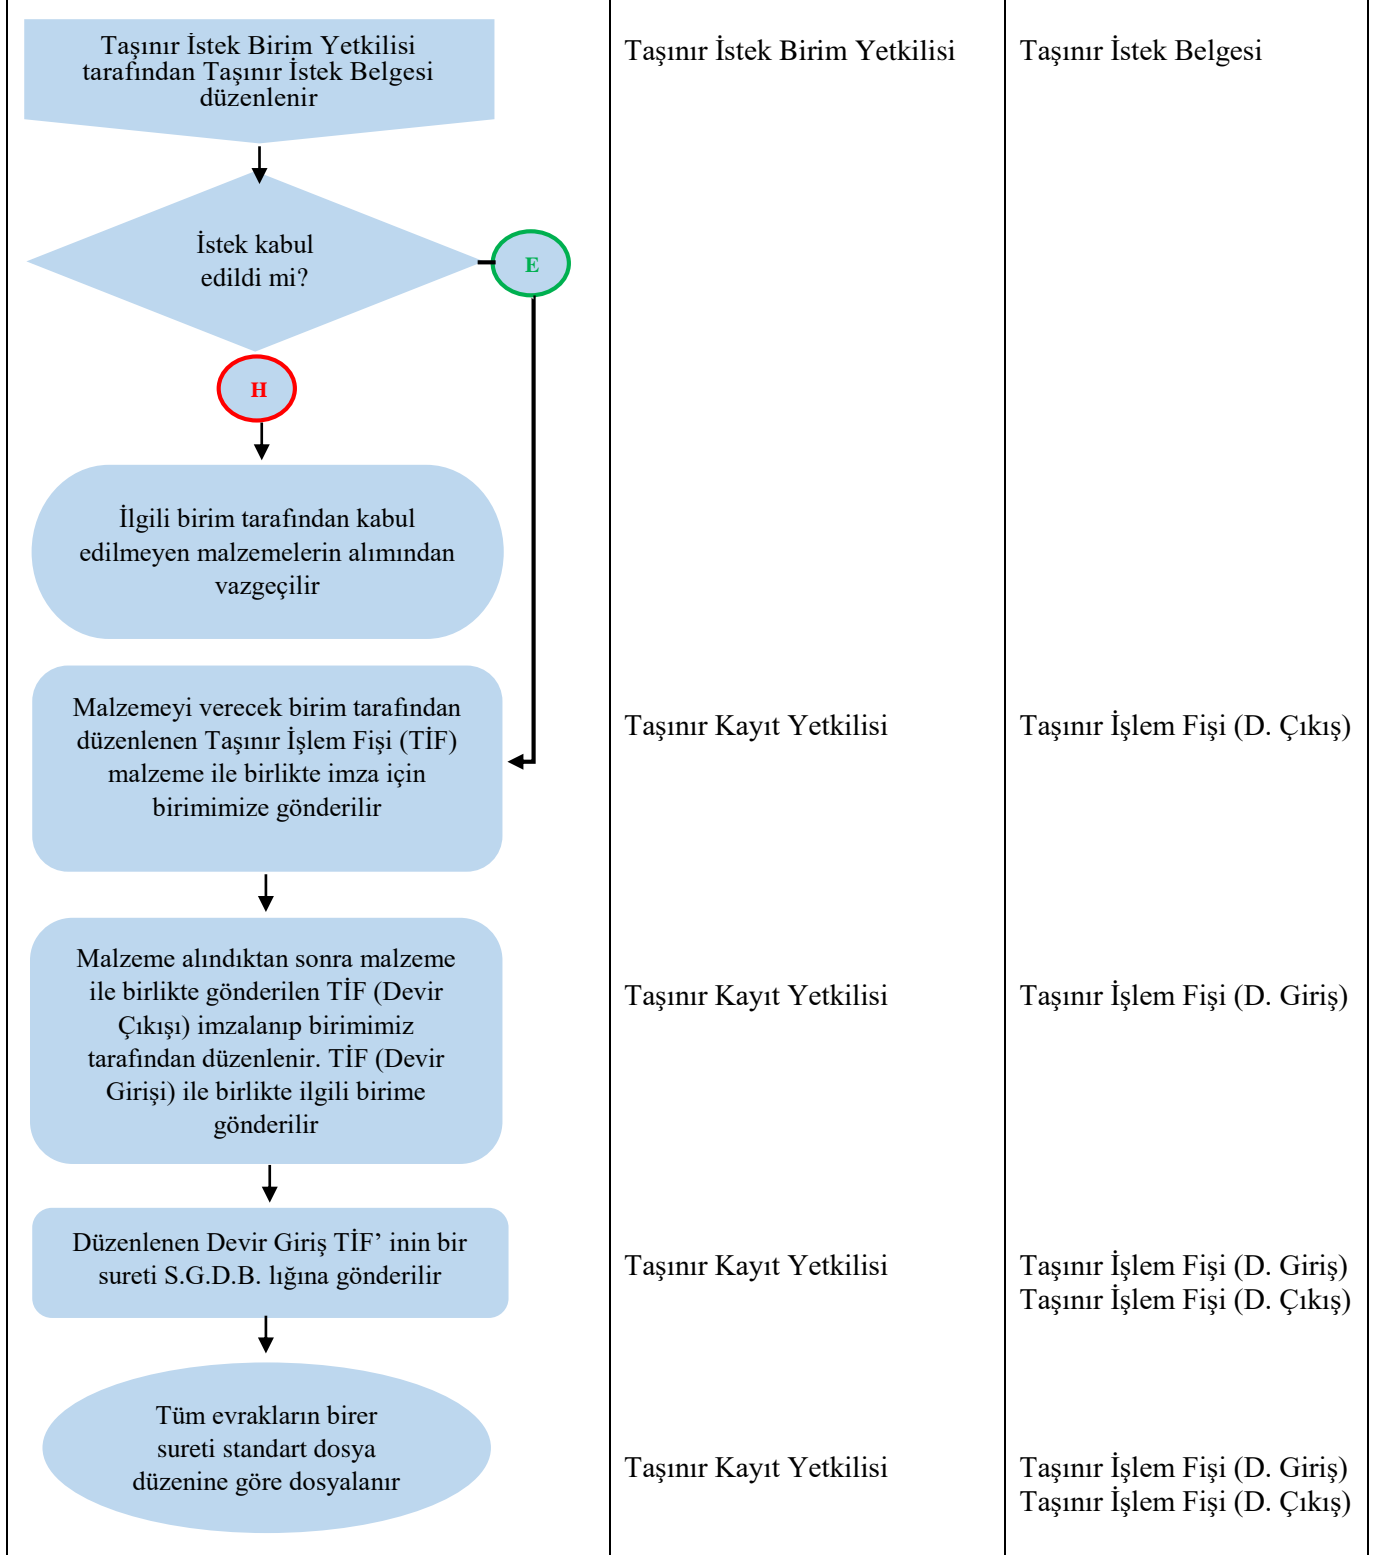 Taşınır İstek Birim Yetkilisi
tarafından Taşınır İstek Belgesi
düzenlenir
Taşınır İstek Birim Yetkilisi
Taşınır İstek Belgesi
İstek kabul
edildi mi?
E
H
İlgili birim tarafından kabul
edilmeyen malzemelerin alımından
vazgeçilir
Malzemeyi verecek birim tarafından
düzenlenen Taşınır İşlem Fişi (TİF)
malzeme ile birlikte imza için
birimimize gönderilir
Taşınır Kayıt Yetkilisi
Taşınır İşlem Fişi (D. Çıkış)
Malzeme alındıktan sonra malzeme
ile birlikte gönderilen TİF (Devir
Çıkışı) imzalanıp birimimiz
tarafından düzenlenir. TİF (Devir
Girişi) ile birlikte ilgili birime
gönderilir
Taşınır Kayıt Yetkilisi
Taşınır İşlem Fişi (D. Giriş)
Düzenlenen Devir Giriş TİF’ inin bir
sureti S.G.D.B. lığına gönderilir
Taşınır Kayıt Yetkilisi
Taşınır İşlem Fişi (D. Giriş)
Taşınır İşlem Fişi (D. Çıkış)
Tüm evrakların birer
sureti standart dosya
düzenine göre dosyalanır
Taşınır Kayıt Yetkilisi
Taşınır İşlem Fişi (D. Giriş)
Taşınır İşlem Fişi (D. Çıkış)